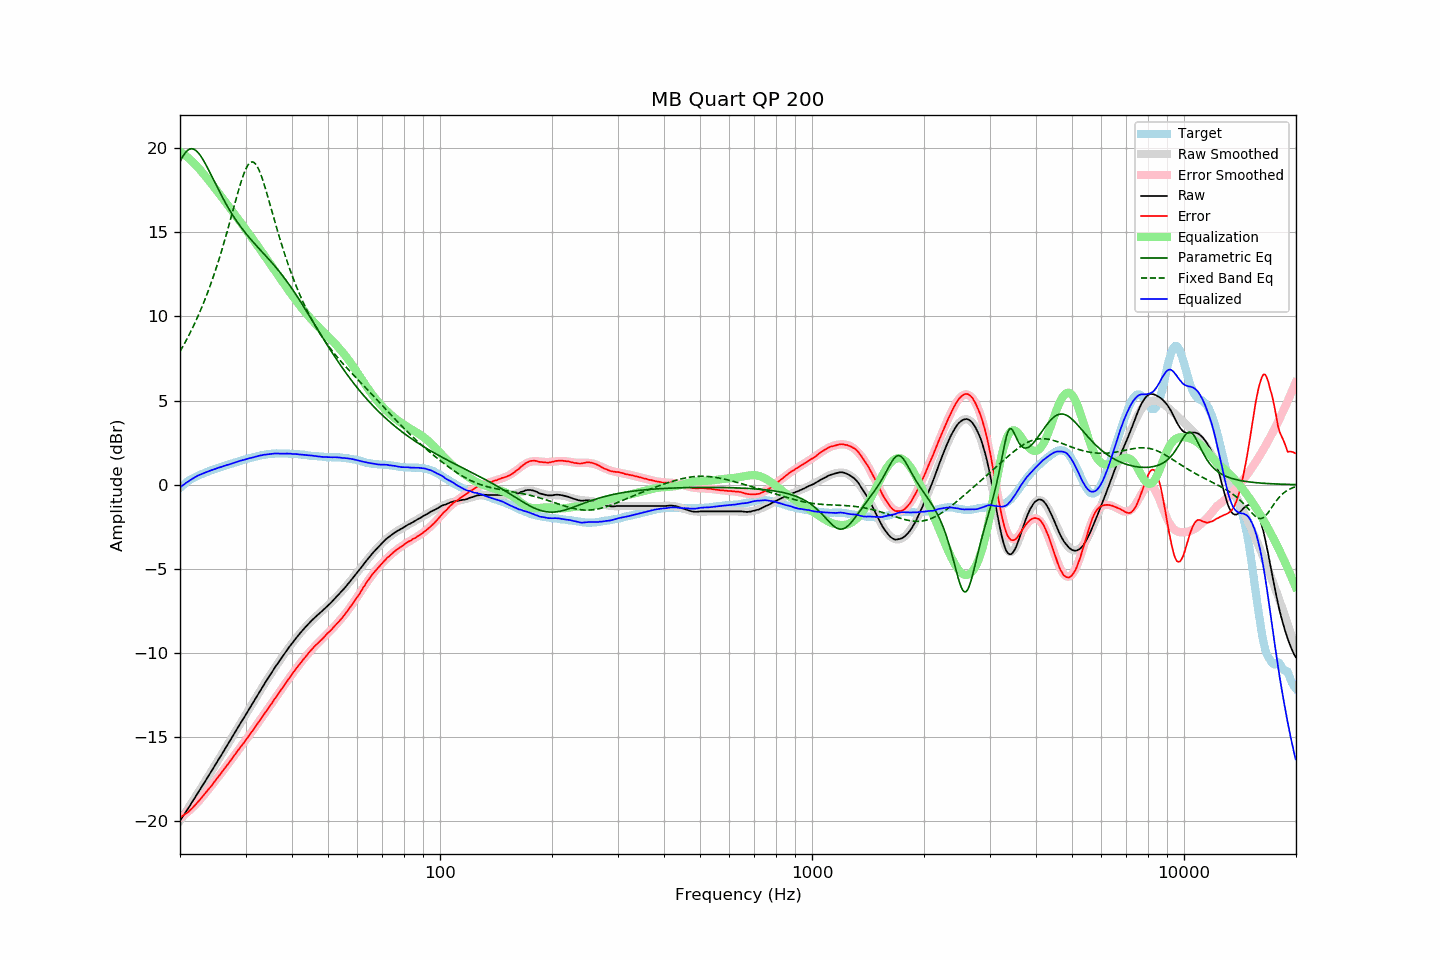 MB Quart QP 200
Target
Raw Smoothed
Error Smoothed
Raw
Error
Equalization
Parametric Eq
Fixed Band Eq
Equalized
Amplitude (dBr)
20
15
10
5
0
−5
−10
−15
−20
100
1000
10000
Frequency (Hz)